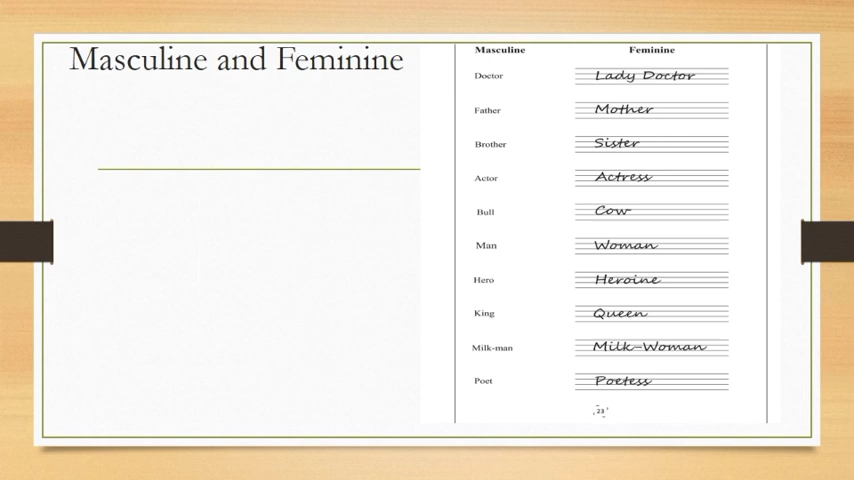 Masculine and Feminine
Masculine Feminine
Doctor Lady Doctor
Father Mother
Brother Sister
Actor Actress
Bull Cow
Man Woman
Hero Heroine
King Queen
Milk-man Milk-Woman
Poet Poetess
23